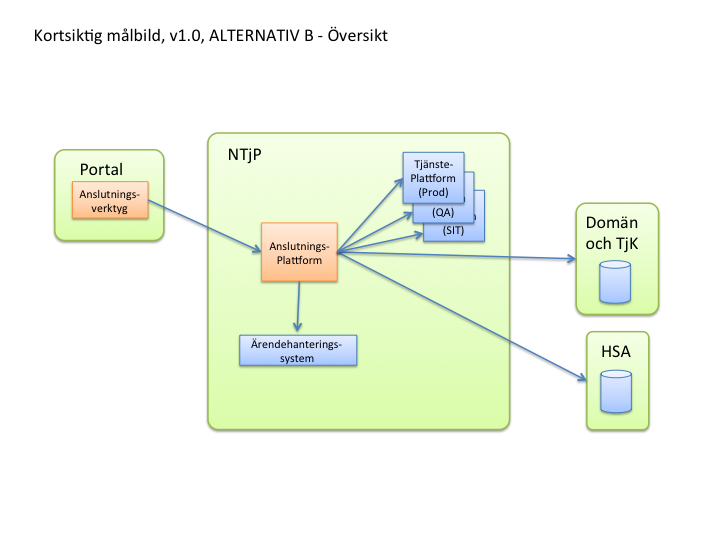 Kortsiktig målbild, v1.0, ALTERNATIV B - Översikt
NTjP
Portal
Anslutnings-
verktyg
Tjänste-
Plattform
(Prod)
(QA)
(SIT)
Anslutnings-
Plattform
Ärendehanterings-
system
Domän
och TjK
HSA